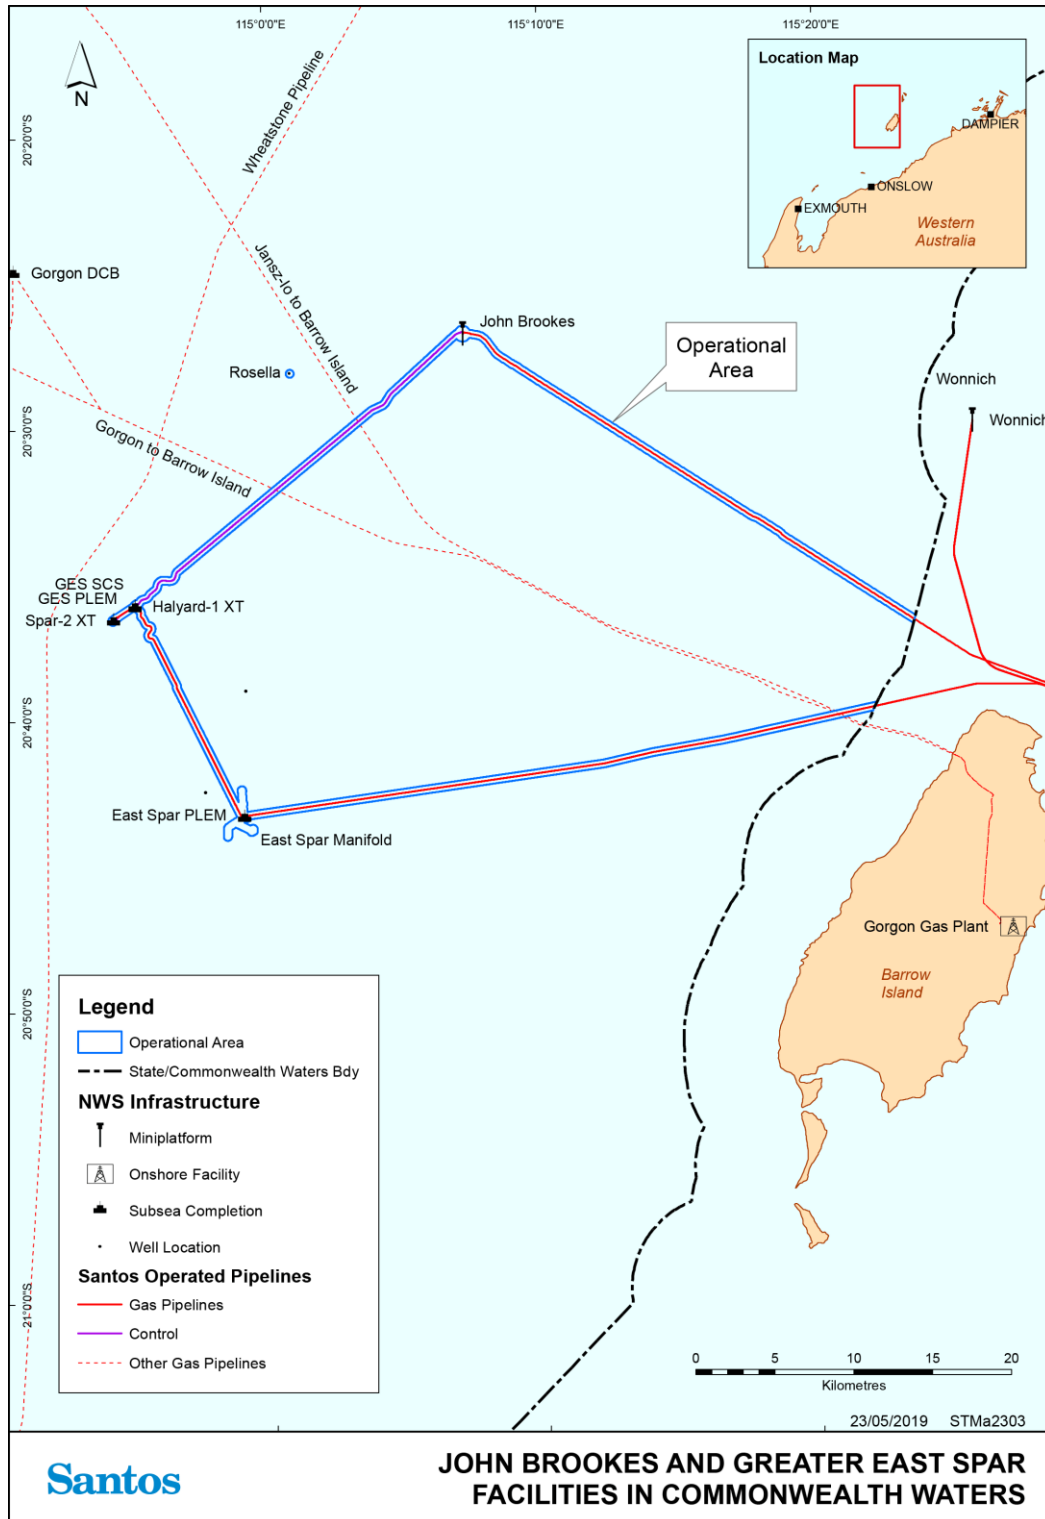 115°0'0"E
115°10'0"E
115°20'0"E
N
20°20'0"S
20°30'0"S
20°40'0"S
20°50'0"S
21°0'0"S
Location Map
DAMPIER
ONSLOW
EXMOUTH
Western
Australia
Wheatstone Pipeline
Gorgon DCB
Jansz-Io to Barrow Island
John Brookes
Rosella
Operational
Area
Wonnich
Wonnich
Gorgon to Barrow Island
GES SCS
GES PLEM
Halyard-1 XT
Spar-2 XT
East Spar PLEM
East Spar Manifold
Gorgon Gas Plant
Barrow
Island
Legend
Operational Area
State/Commonwealth Waters Bdy
NWS Infrastructure
Miniplatform
Onshore Facility
Subsea Completion
Well Location
Santos Operated Pipelines
Gas Pipelines
Control
Other Gas Pipelines
0 5 10 15 20
Kilometres
23/05/2019 STMa2303
Santos
JOHN BROOKES AND GREATER EAST SPAR
FACILITIES IN COMMONWEALTH WATERS